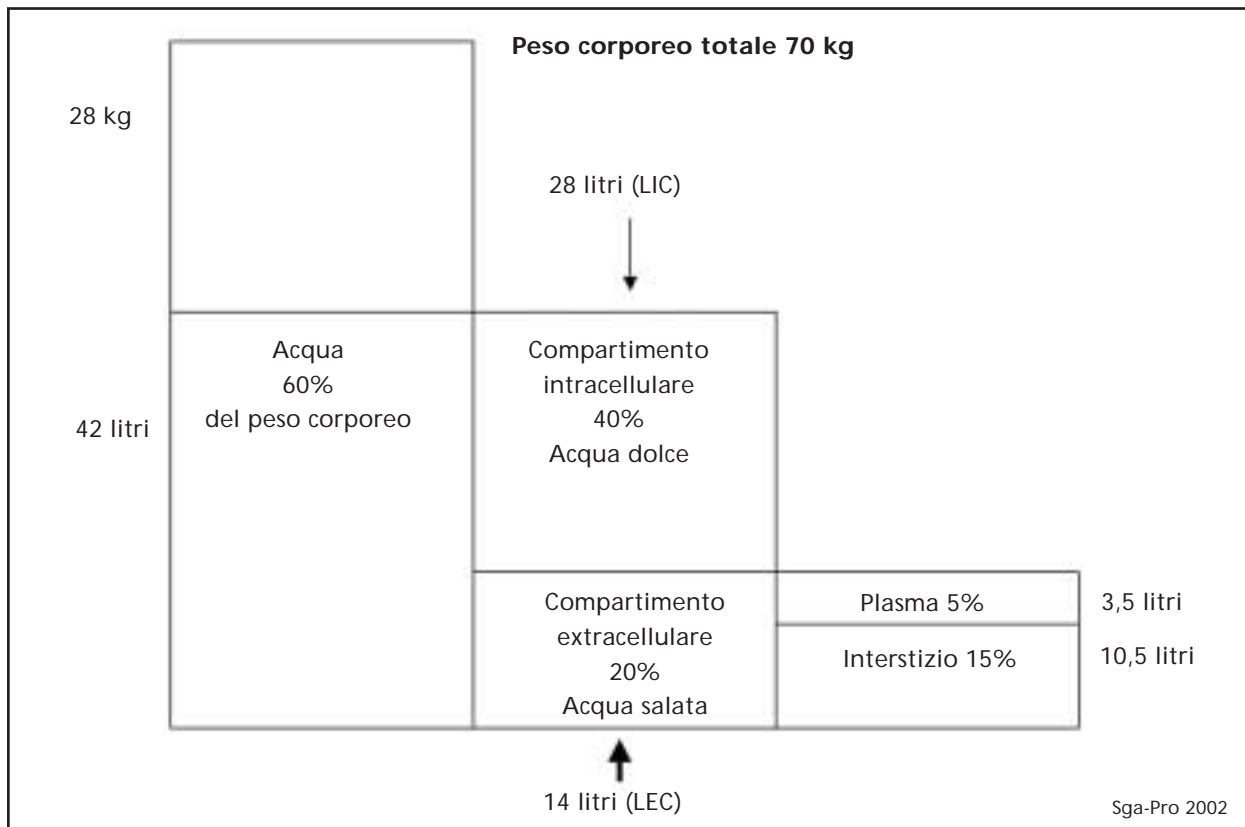 Peso corporeo totale 70 kg
28 kg
28 litri (LIC)
Acqua
60%
del peso corporeo
42 litri
Compartimento
intracellulare
40%
Acqua dolce
Compartimento
extracellulare
20%
Acqua salata
Plasma 5%
3,5 litri
Interstizio 15%
10,5 litri
14 litri (LEC)
Sga-Pro 2002